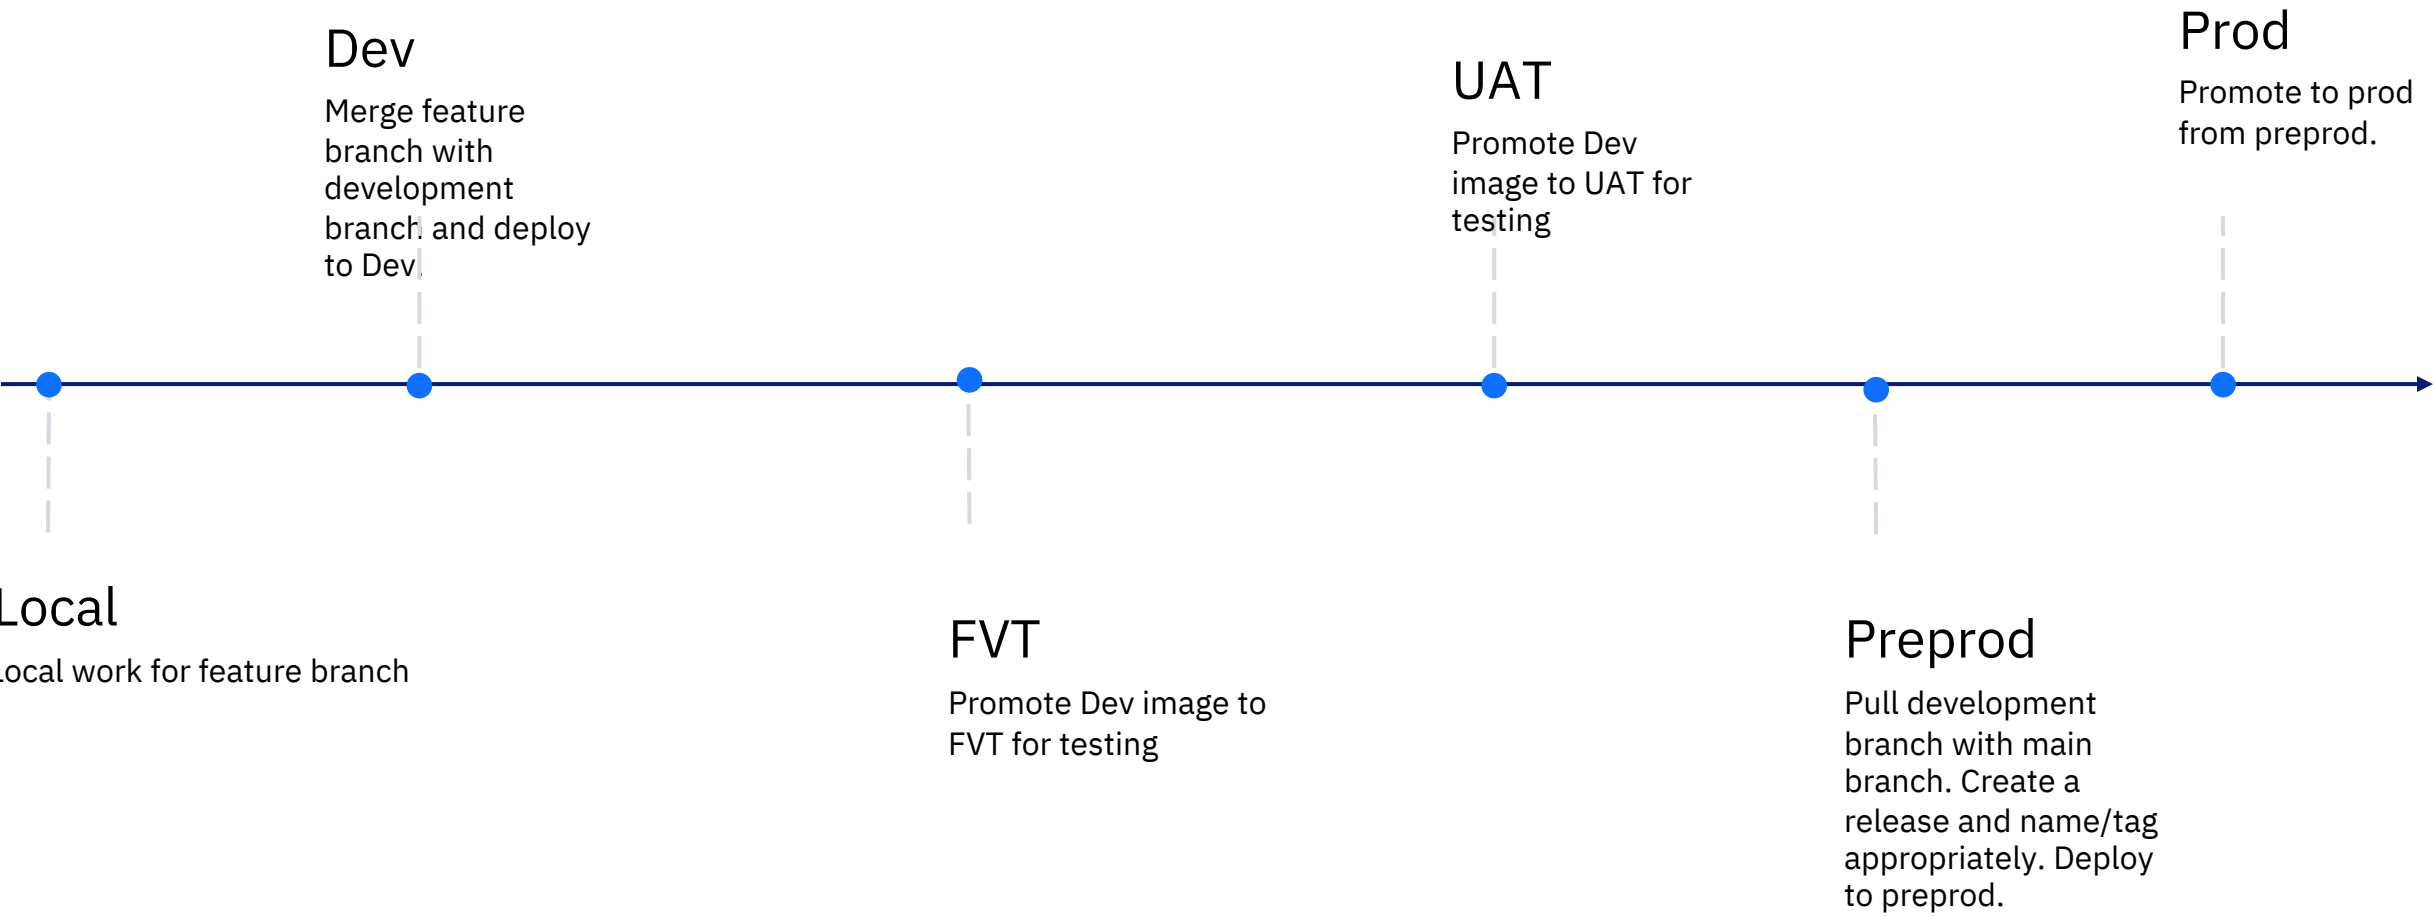 Dev
Merge feature
branch with
development
branch and deploy
to Dev.
UAT
Promote Dev
image to UAT for
testing
Prod
Promote to prod
from preprod.
Local
Local work for feature branch
FVT
Promote Dev image to
FVT for testing
Preprod
Pull development
branch with main
branch. Create a
release and name/tag
appropriately. Deploy
to preprod.